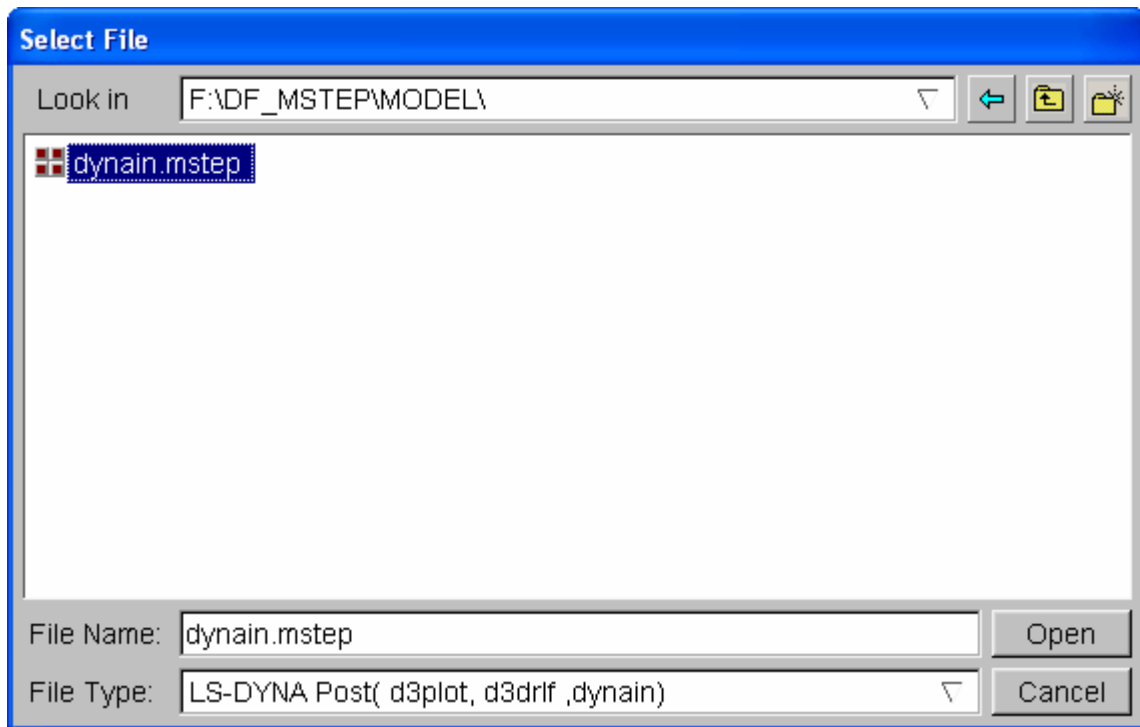 Select File
Look in F:\DF_MSTEP\MODEL\
dynain.mstep
File Name: dynain.mstep Open
File Type: LS-DYNA Post( d3plot, d3drlf ,dynain) Cancel